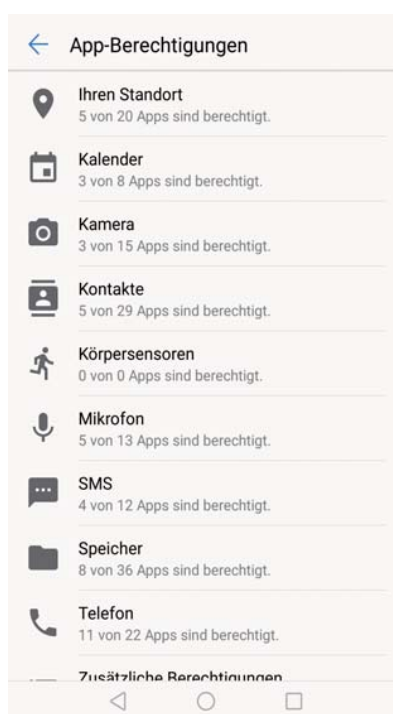 App-Berechtigungen
Ihren Standort
5 von 20 Apps sind berechtigt.
Kalender
3 von 8 Apps sind berechtigt.
Kamera
3 von 15 Apps sind berechtigt.
Kontakte
5 von 29 Apps sind berechtigt.
Körpersensoren
0 von 0 Apps sind berechtigt.
Mikrofon
5 von 13 Apps sind berechtigt.
SMS
4 von 12 Apps sind berechtigt.
Speicher
8 von 36 Apps sind berechtigt.
Telefon
11 von 22 Apps sind berechtigt.
Zusätzliche Berechtigungen